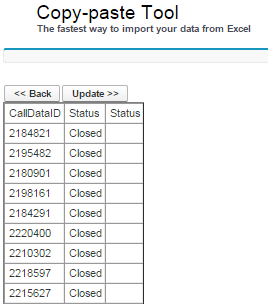 Copy-paste Tool
The fastest way to import your data from Excel
<< Back Update >>
CallDataID Status Status
2184821 Closed
2195482 Closed
2180901 Closed
2198161 Closed
2184291 Closed
2220400 Closed
2210302 Closed
2218597 Closed
2215627 Closed